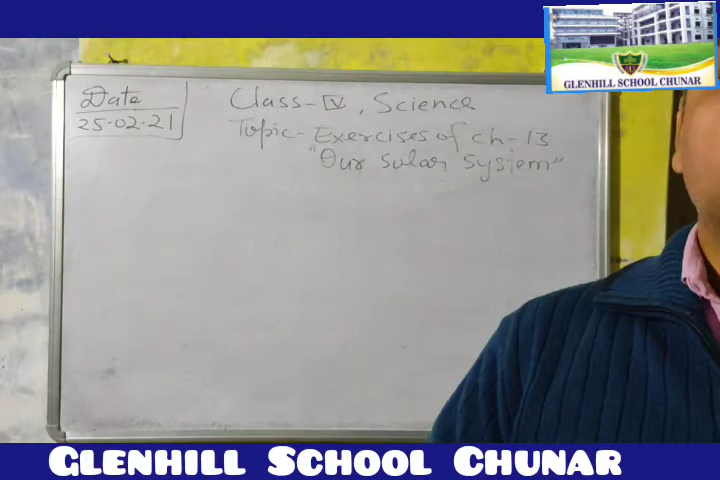 GLENHILL SCHOOL CHUNAR
Date
25-02-21
Class-IV, Science
Topic- Exercises of ch-13
"Our solar system"
GLENHILL SCHOOL CHUNAR